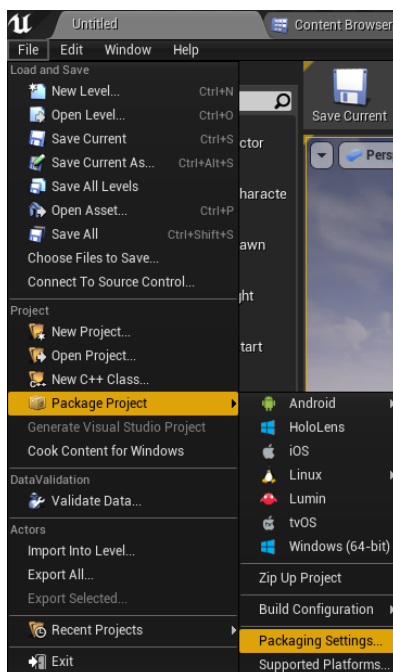 Untitled
Content Browser
File Edit Window Help
Load and Save
New Level... Ctrl+N
Open Level... Ctrl+O
Save Current Ctrl+S
Save Current As... Ctrl+Alt+S
Save All Levels
Open Asset... Ctrl+P
Save All Ctrl+Shift+S
Choose Files to Save...
Connect To Source Control...
Save Current
ctor
Pers
haracte
awn
ght
tart
Project
New Project...
Open Project...
New C++ Class...
Package Project
Generate Visual Studio Project
Cook Content for Windows
DataValidation
Validate Data...
Actors
Import Into Level...
Export All...
Export Selected...
Recent Projects
Exit
Android
HoloLens
iOS
Linux
Lumin
tvOS
Windows (64-bit)
Zip Up Project
Build Configuration
Packaging Settings...
Supported Platforms...